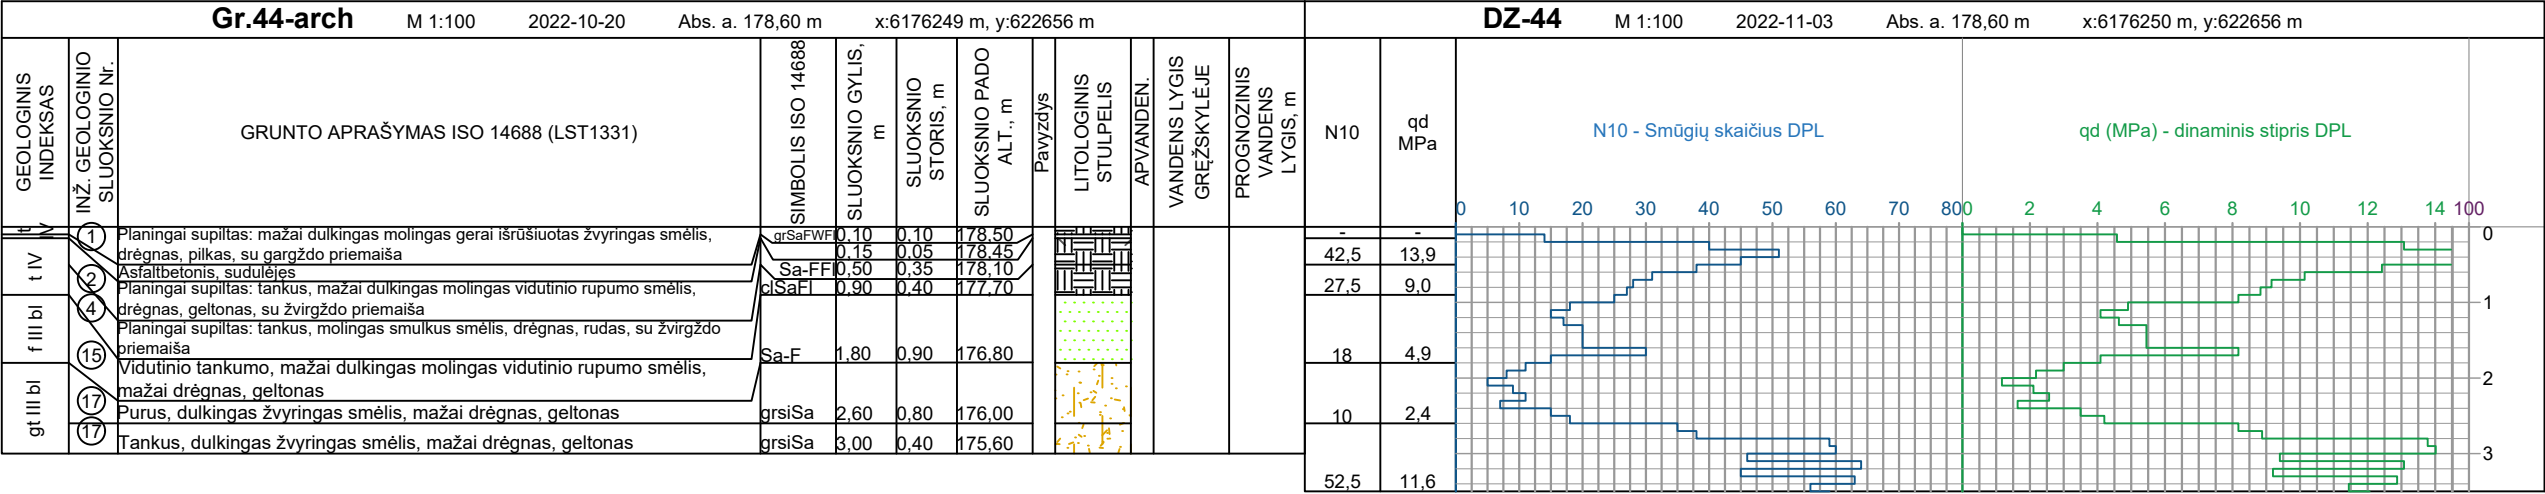 Gr.44-arch M 1:100 2022-10-20 Abs. a. 178,60 m x:6176249 m, y:622656 m
DZ-44 M 1:100 2022-11-03 Abs. a. 178,60 m x:6176250 m, y:622656 m
GEOLOGINIS
INDEKSAS
INŽ. GEOLOGINIO
SLUOKSNIO Nr.
GRUNTO APRAŠYMAS ISO 14688 (LST1331)
SIMBOLIS ISO 14688
SLUOKSNIO GYLIS,
m
SLUOKSNIO
STORIS, m
SLUOKSNIO PADO
ALT., m
Pavyzdys
LITOLOGINIS
STULPELIS
APVANDEN.
VANDENS LYGIS
GRĘŽSKYLĖJE
PROGNOZINIS
VANDENS
LYGIS, m
N10
qd
MPa
N10 - Smūgių skaičius DPL
qd (MPa) - dinaminis stipris DPL
0 10 20 30 40 50 60 70 80
0 2 4 6 8 10 12 14 100
t IV
f III bl
gt III bl
1
Planingai supiltas: mažai dulkingas molingas gerai išrūšiuotas žvyringas smėlis,
drėgnas, pilkas, su gargždo priemaiša
grSaFWFl 0,10 0,10 178,50
Asfaltbetonis, sudulėjęs
0,15 0,05 178,45
2
Planingai supiltas: tankus, mažai dulkingas molingas vidutinio rupumo smėlis,
drėgnas, geltonas, su žvirgždo priemaiša
Sa-FFl 0,50 0,35 178,10
4
Planingai supiltas: tankus, molingas smulkus smėlis, drėgnas, rudas, su žvirgždo
priemaiša
clSaFl 0,90 0,40 177,70
15
Vidutinio tankumo, mažai dulkingas molingas vidutinio rupumo smėlis,
mažai drėgnas, geltonas
Sa-F 1,80 0,90 176,80
17
Purus, dulkingas žvyringas smėlis, mažai drėgnas, geltonas
grsiSa 2,60 0,80 176,00
17
Tankus, dulkingas žvyringas smėlis, mažai drėgnas, geltonas
grsiSa 3,00 0,40 175,60
- -
42,5 13,9
27,5 9,0
18 4,9
10 2,4
52,5 11,6
0
1
2
3